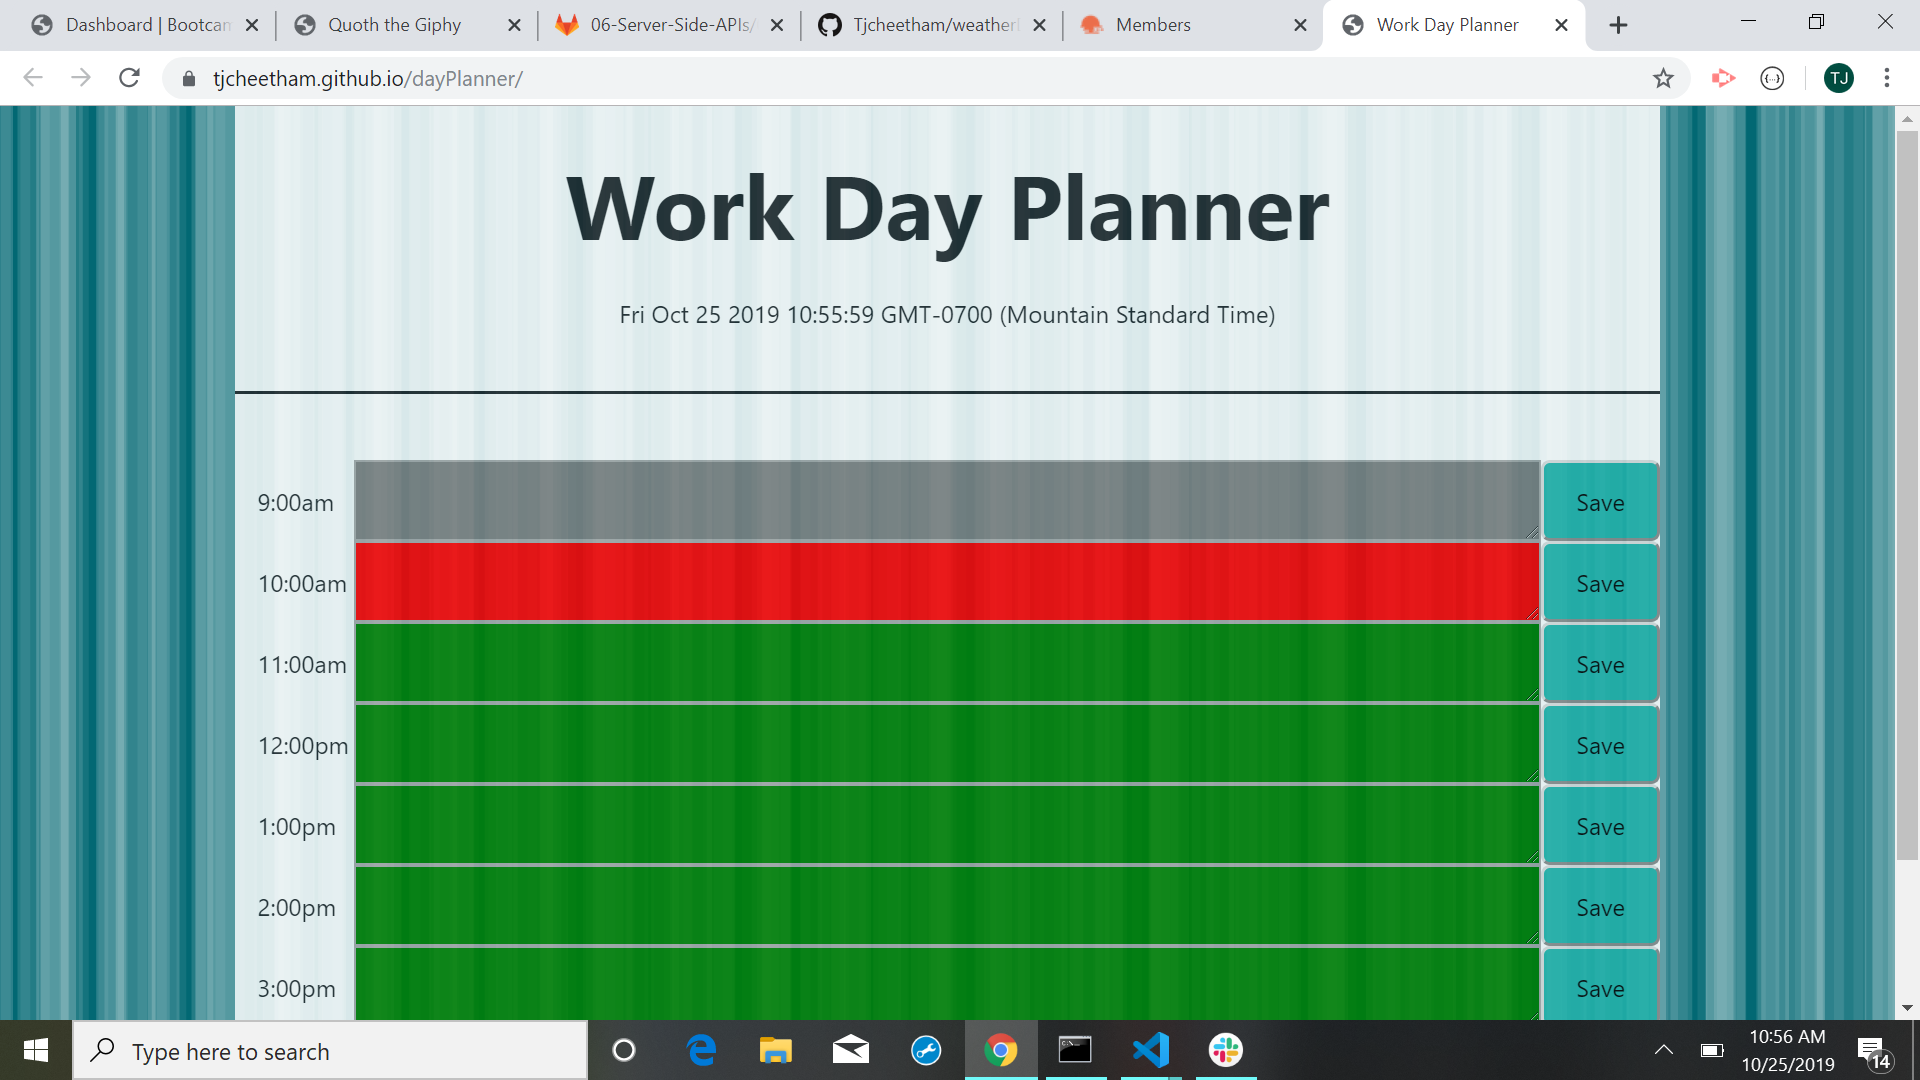 Dashboard | Bootcam
Quoth the Giphy
06-Server-Side-APIs/
Tjcheetham/weather
Members
Work Day Planner
tjcheetham.github.io/dayPlanner/
TJ
Work Day Planner
Fri Oct 25 2019 10:55:59 GMT-0700 (Mountain Standard Time)
9:00am Save
10:00am Save
11:00am Save
12:00pm Save
1:00pm Save
2:00pm Save
3:00pm Save
Type here to search
10:56 AM
10/25/2019
14